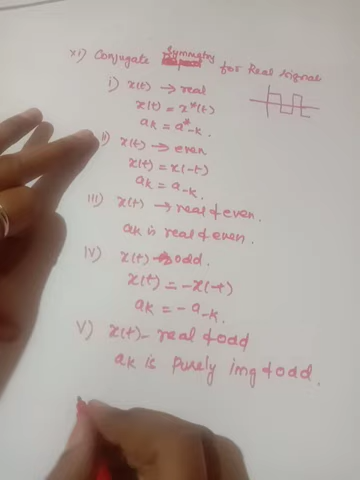 xi) Conjugate Symmetry for Real signal
i) x(t) → real
x(t) = x*(t)
ak = a*-k.
ii) x(t) → even
x(t) = x(-t)
ak = a-k.
iii) x(t) → real & even.
ak is real & even.
iv) x(t) → odd.
x(t) = -x(-t)
ak = -a-k.
v) x(t) - real & odd
ak is purely img & odd.